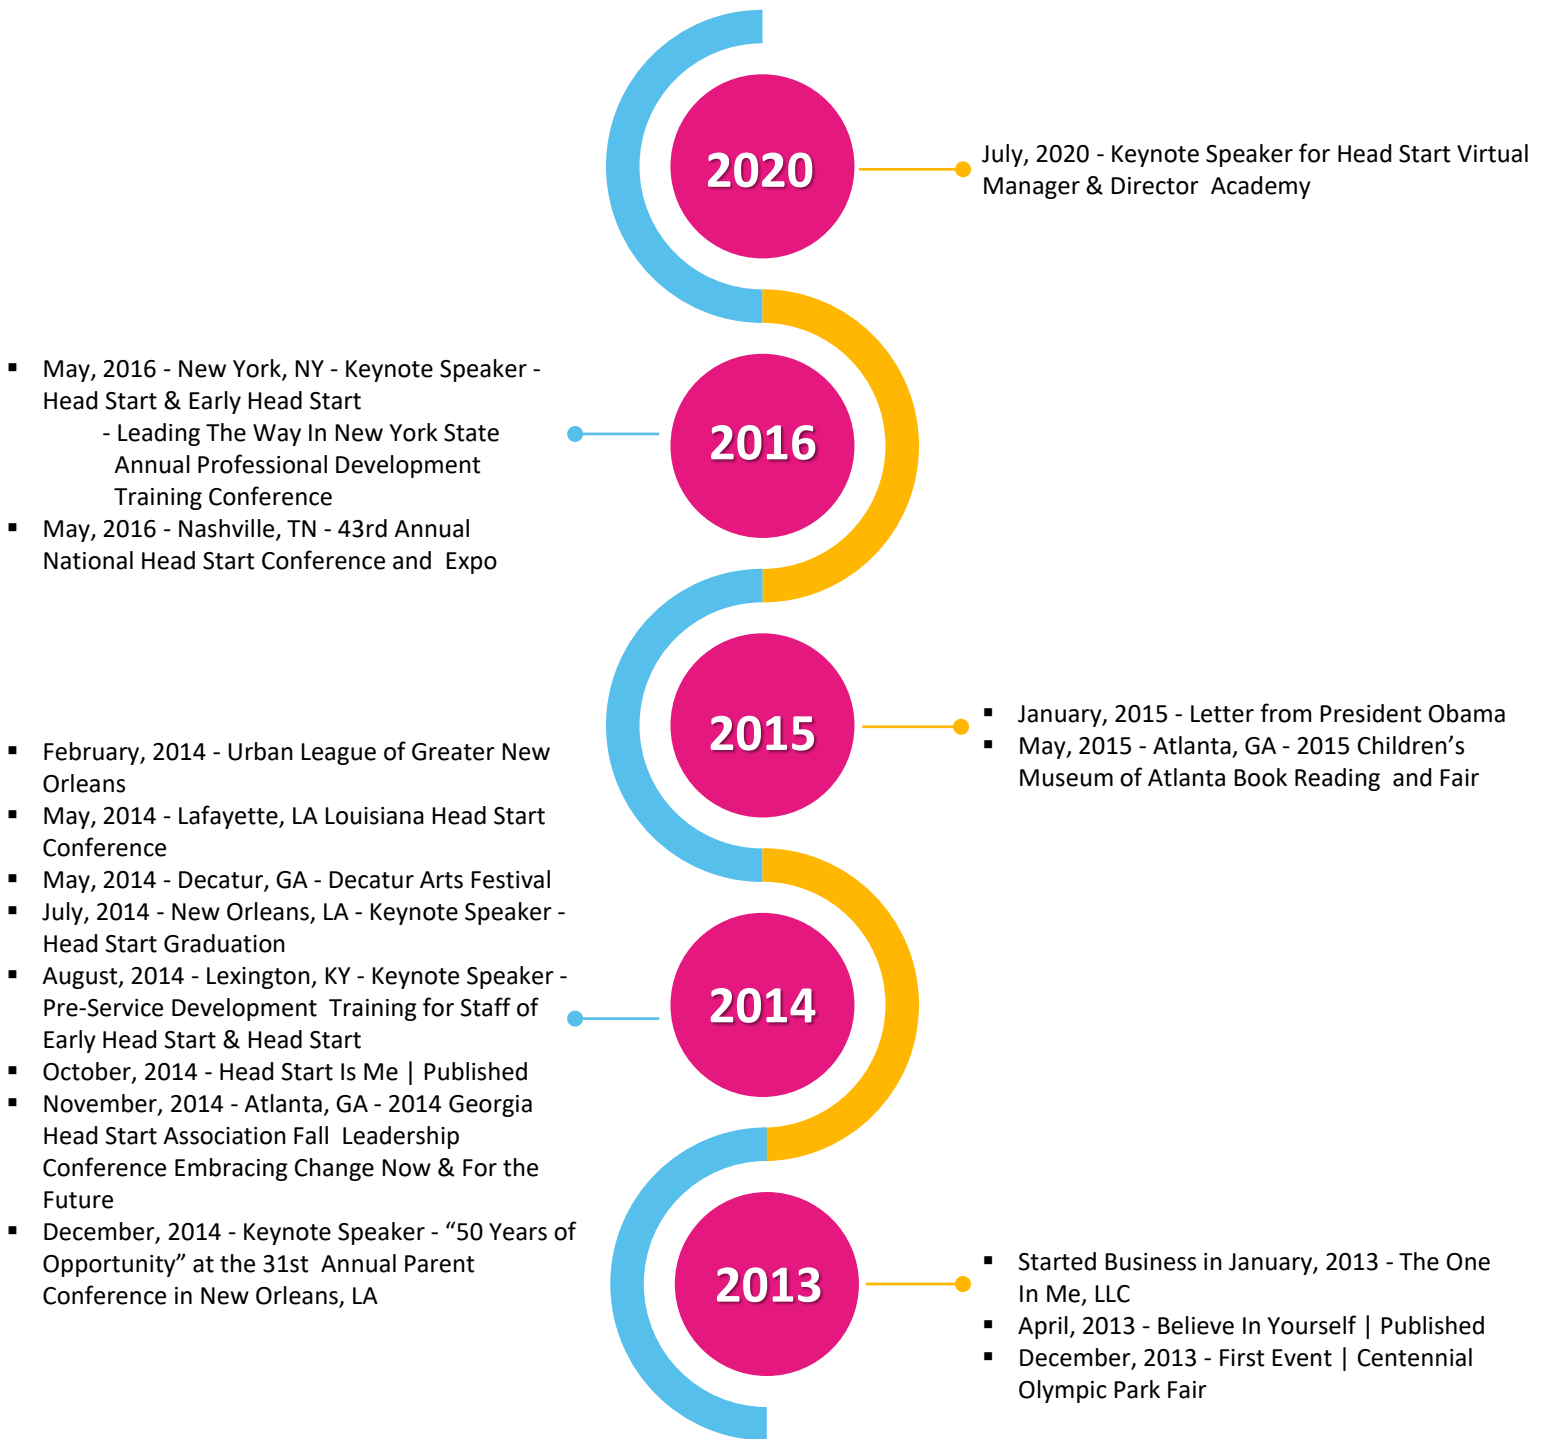 2020
July, 2020 - Keynote Speaker for Head Start Virtual
Manager & Director Academy
▪ May, 2016 - New York, NY - Keynote Speaker -
Head Start & Early Head Start
- Leading The Way In New York State
Annual Professional Development
Training Conference
▪ May, 2016 - Nashville, TN - 43rd Annual
National Head Start Conference and Expo
2016
2015
▪ January, 2015 - Letter from President Obama
▪ May, 2015 - Atlanta, GA - 2015 Children’s
Museum of Atlanta Book Reading and Fair
▪ February, 2014 - Urban League of Greater New
Orleans
▪ May, 2014 - Lafayette, LA Louisiana Head Start
Conference
▪ May, 2014 - Decatur, GA - Decatur Arts Festival
▪ July, 2014 - New Orleans, LA - Keynote Speaker -
Head Start Graduation
▪ August, 2014 - Lexington, KY - Keynote Speaker -
Pre-Service Development Training for Staff of
Early Head Start & Head Start
▪ October, 2014 - Head Start Is Me | Published
▪ November, 2014 - Atlanta, GA - 2014 Georgia
Head Start Association Fall Leadership
Conference Embracing Change Now & For the
Future
▪ December, 2014 - Keynote Speaker - “50 Years of
Opportunity” at the 31st Annual Parent
Conference in New Orleans, LA
2014
2013
▪ Started Business in January, 2013 - The One
In Me, LLC
▪ April, 2013 - Believe In Yourself | Published
▪ December, 2013 - First Event | Centennial
Olympic Park Fair